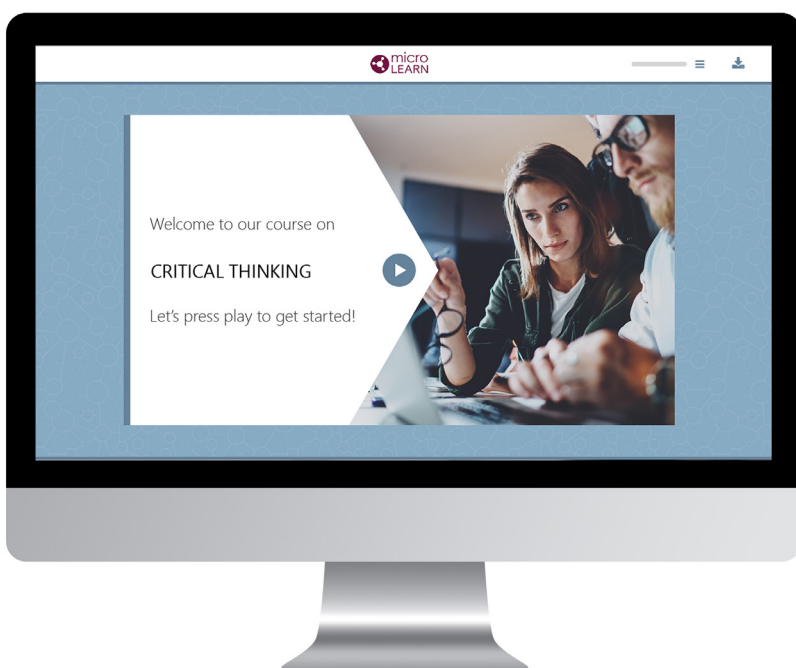 micro
LEARN
Welcome to our course on
CRITICAL THINKING
Let's press play to get started!